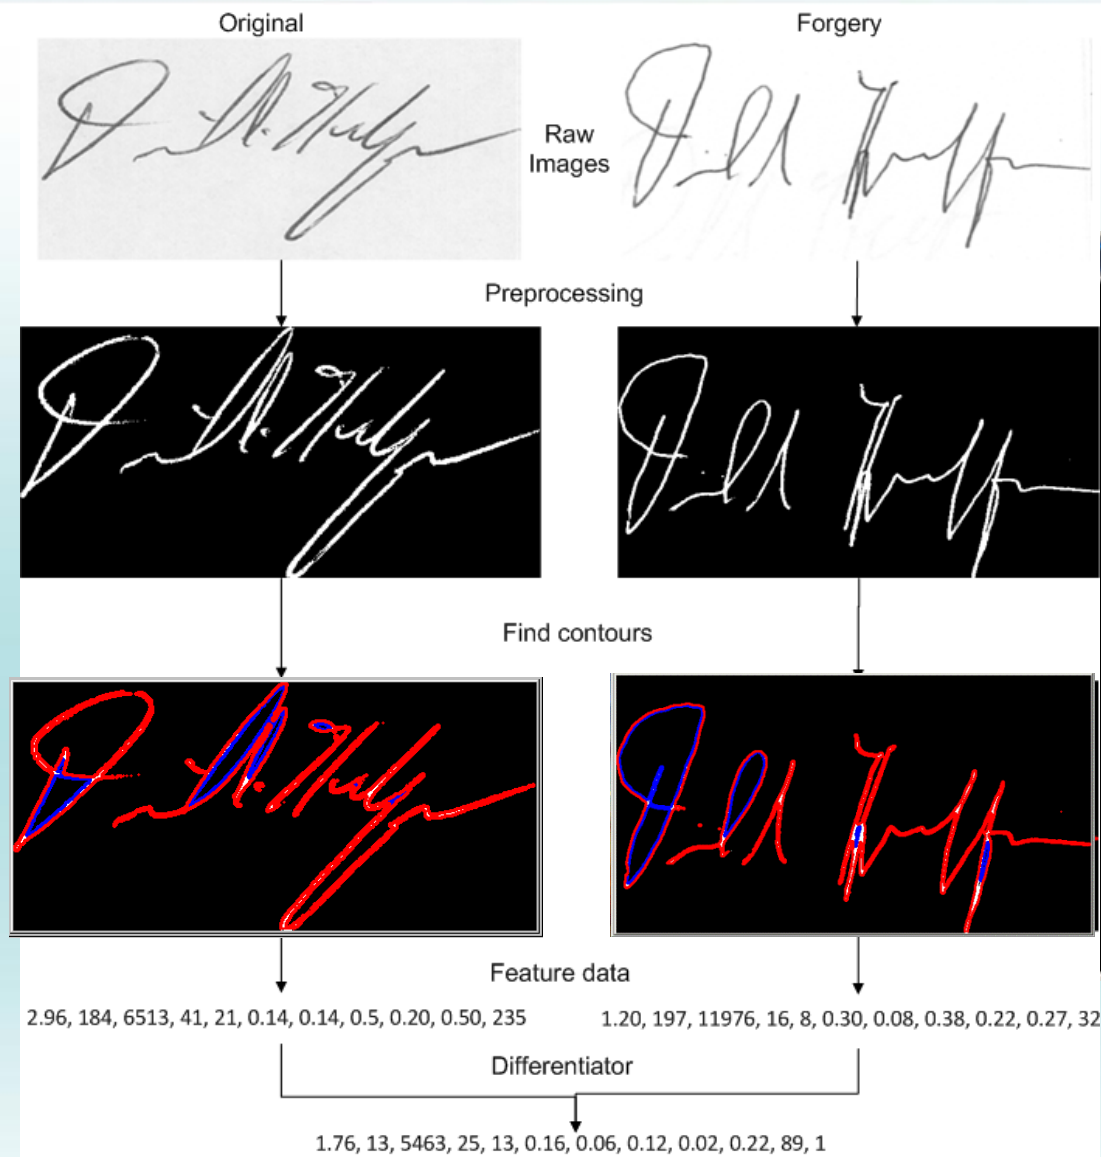 Original
Forgery
Raw
Images
Preprocessing
Find contours
Feature data
2.96, 184, 6513, 41, 21, 0.14, 0.14, 0.5, 0.20, 0.50, 235
1.20, 197, 11976, 16, 8, 0.30, 0.08, 0.38, 0.22, 0.27, 32
Differentiator
1.76, 13, 5463, 25, 13, 0.16, 0.06, 0.12, 0.02, 0.22, 89, 1